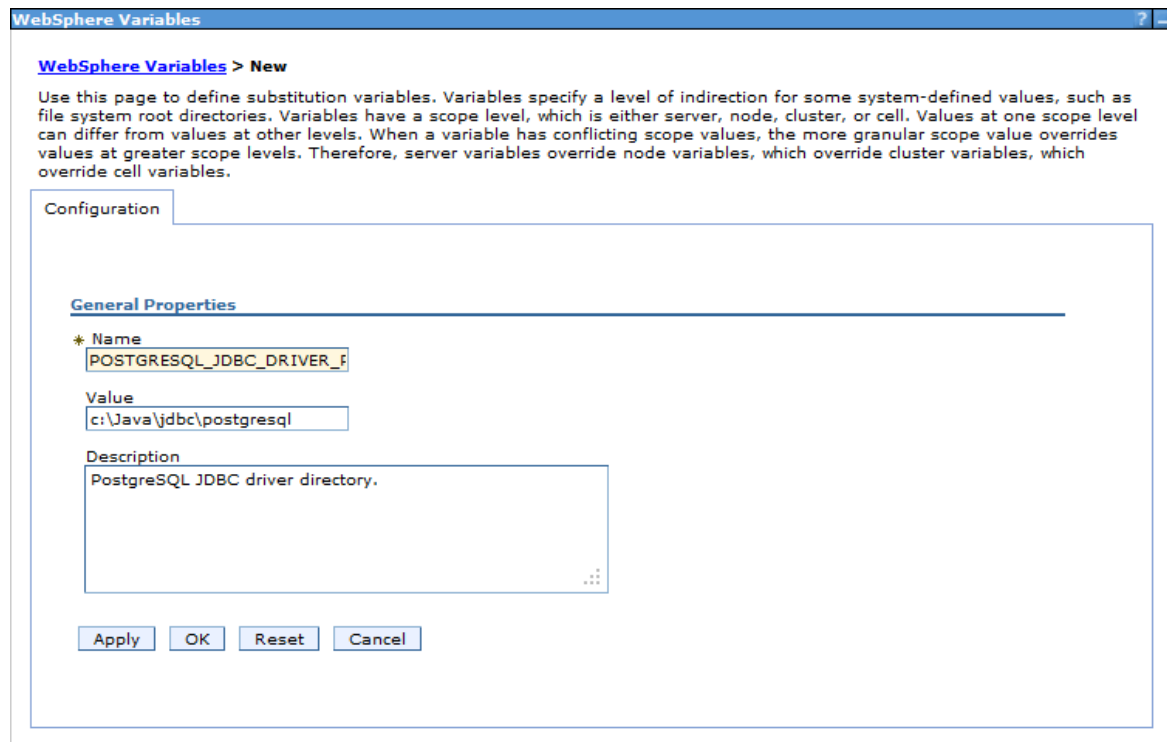 WebSphere Variables ? –
WebSphere Variables > New
Use this page to define substitution variables. Variables specify a level of indirection for some system-defined values, such as
file system root directories. Variables have a scope level, which is either server, node, cluster, or cell. Values at one scope level
can differ from values at other levels. When a variable has conflicting scope values, the more granular scope value overrides
values at greater scope levels. Therefore, server variables override node variables, which override cluster variables, which
override cell variables.
Configuration
General Properties
* Name
POSTGRESQL_JDBC_DRIVER_
Value
c:\Java\jdbc\postgresql
Description
PostgreSQL JDBC driver directory.
Apply OK Reset Cancel